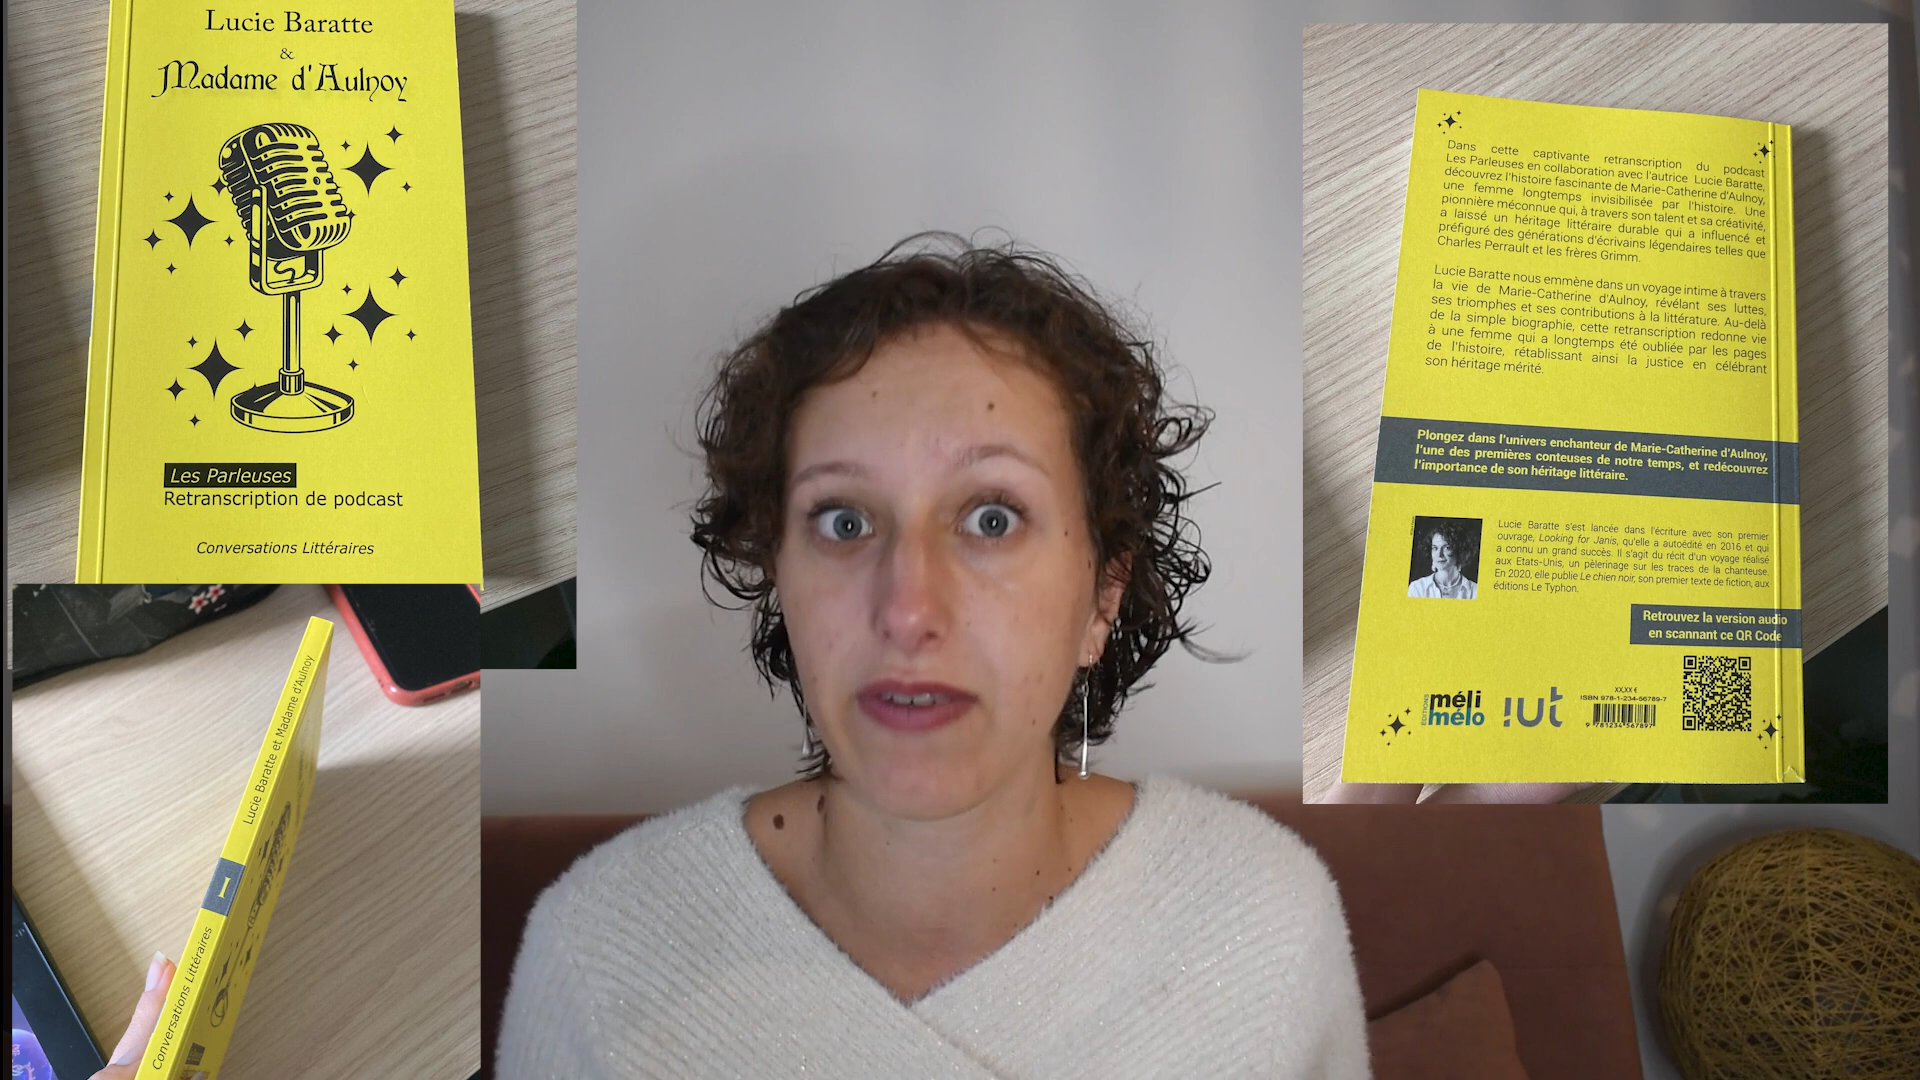 Lucie Baratte
&
Madame d'Aulnoy
Les Parleuses
Retranscription de podcast
Conversations Littéraires
Lucie Baratte et Madame d'Aulnoy
I
Conversations Littéraires
Dans cette captivante retranscription du podcast
Les Parleuses en collaboration avec l'autrice Lucie Baratte,
découvrez l'histoire fascinante de Marie-Catherine d'Aulnoy,
une femme longtemps invisibilisée par l'histoire. Une
pionnière méconnue qui, à travers son talent et sa créativité,
a laissé un héritage littéraire durable qui a influencé et
préfiguré des générations d'écrivains légendaires telles que
Charles Perrault et les frères Grimm.
Lucie Baratte nous emmène dans un voyage intime à travers
la vie de Marie-Catherine d'Aulnoy, révélant ses luttes,
ses triomphes et ses contributions à la littérature. Au-delà
de la simple biographie, cette retranscription redonne vie
à une femme qui a longtemps été oubliée par les pages
de l'histoire, rétablissant ainsi la justice en célébrant
son héritage mérité.
Plongez dans l'univers enchanteur de Marie-Catherine d'Aulnoy,
l'une des premières conteuses de notre temps, et redécouvrez
l'importance de son héritage littéraire.
Lucie Baratte s'est lancée dans l'écriture avec son premier
ouvrage, Looking for Janis, qu'elle a autoédité en 2016 et qui
a connu un grand succès. Il s'agit du récit d'un voyage réalisé
aux Etats-Unis, un pèlerinage sur les traces de la chanteuse.
En 2020, elle publie Le chien noir, son premier texte de fiction, aux
éditions Le Typhon.
Retrouvez la version audio
en scannant ce QR Code
ÉDITIONS
méli
mélo
iut
XX,XX €
ISBN 978-1-234-56789-7
9 781234 567897